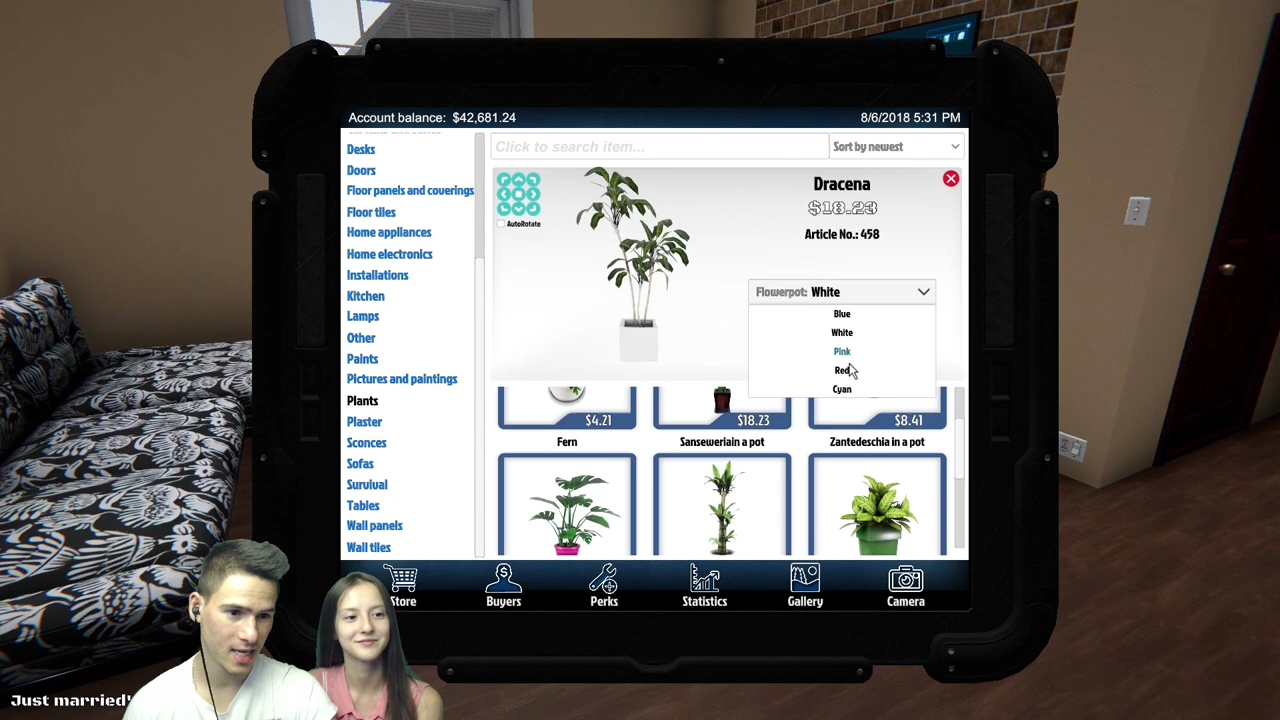 Account balance: $42,681.24
8/6/2018 5:31 PM
Desks
Doors
Floor panels and coverings
Floor tiles
Home appliances
Home electronics
Installations
Kitchen
Lamps
Other
Paints
Pictures and paintings
Plants
Plaster
Sconces
Sofas
Survival
Tables
Wall panels
Wall tiles
Click to search item...
Sort by newest
AutoRotate
Dracena
$18.23
Article No.: 458
Flowerpot: White
Blue
White
Pink
Red
Cyan
$4.21
$18.23
$8.41
Fern
Sanseweria in a pot
Zantedeschia in a pot
Store
Buyers
Perks
Statistics
Gallery
Camera
Just married'